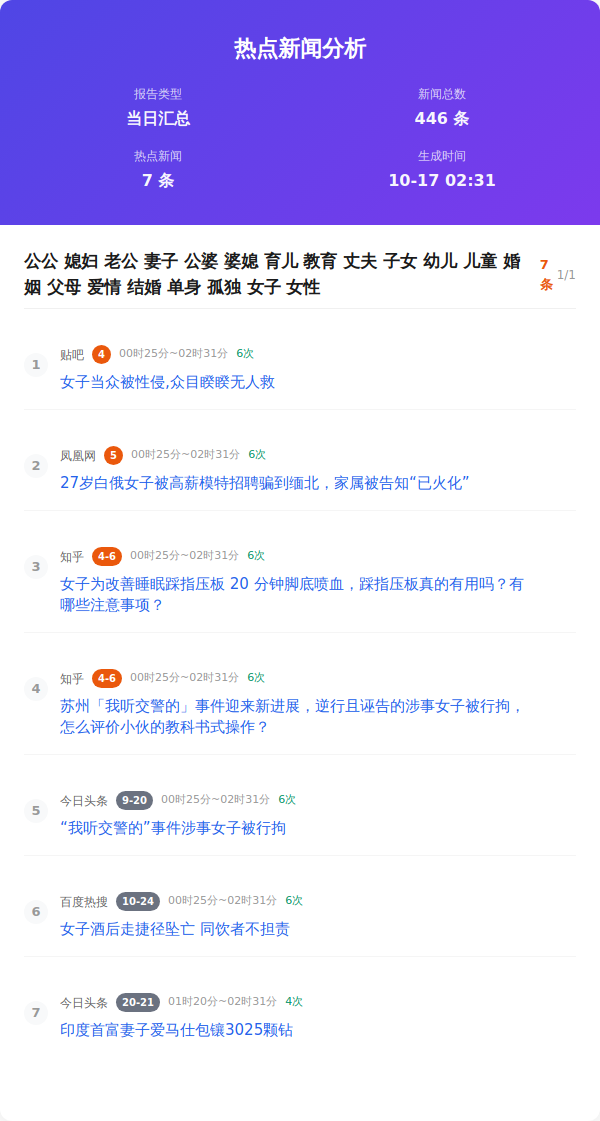 热点新闻分析
报告类型
当日汇总
新闻总数
446 条
热点新闻
7 条
生成时间
10-17 02:31
公公 媳妇 老公 妻子 公婆 婆媳 育儿 教育 丈夫 子女 幼儿 儿童 婚
姻 父母 爱情 结婚 单身 孤独 女子 女性
7
条
1/1
1
贴吧 4 00时25分~02时31分 6次
女子当众被性侵,众目睽睽无人救
2
凤凰网 5 00时25分~02时31分 6次
27岁白俄女子被高薪模特招聘骗到缅北，家属被告知“已火化”
3
知乎 4-6 00时25分~02时31分 6次
女子为改善睡眠踩指压板 20 分钟脚底喷血，踩指压板真的有用吗？有
哪些注意事项？
4
知乎 4-6 00时25分~02时31分 6次
苏州「我听交警的」事件迎来新进展，逆行且诬告的涉事女子被行拘，
怎么评价小伙的教科书式操作？
5
今日头条 9-20 00时25分~02时31分 6次
“我听交警的”事件涉事女子被行拘
6
百度热搜 10-24 00时25分~02时31分 6次
女子酒后走捷径坠亡 同饮者不担责
7
今日头条 20-21 01时20分~02时31分 4次
印度首富妻子爱马仕包镶3025颗钻